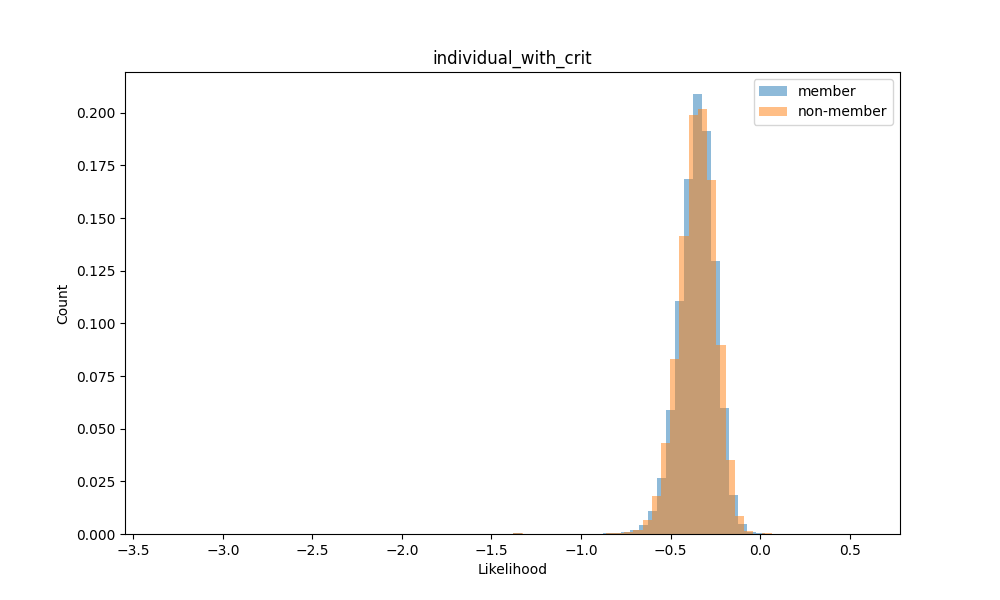 individual_with_crit
member
non-member
0.200
0.175
0.150
0.125
0.100
0.075
0.050
0.025
0.000
Count
−3.5 −3.0 −2.5 −2.0 −1.5 −1.0 −0.5 0.0 0.5
Likelihood